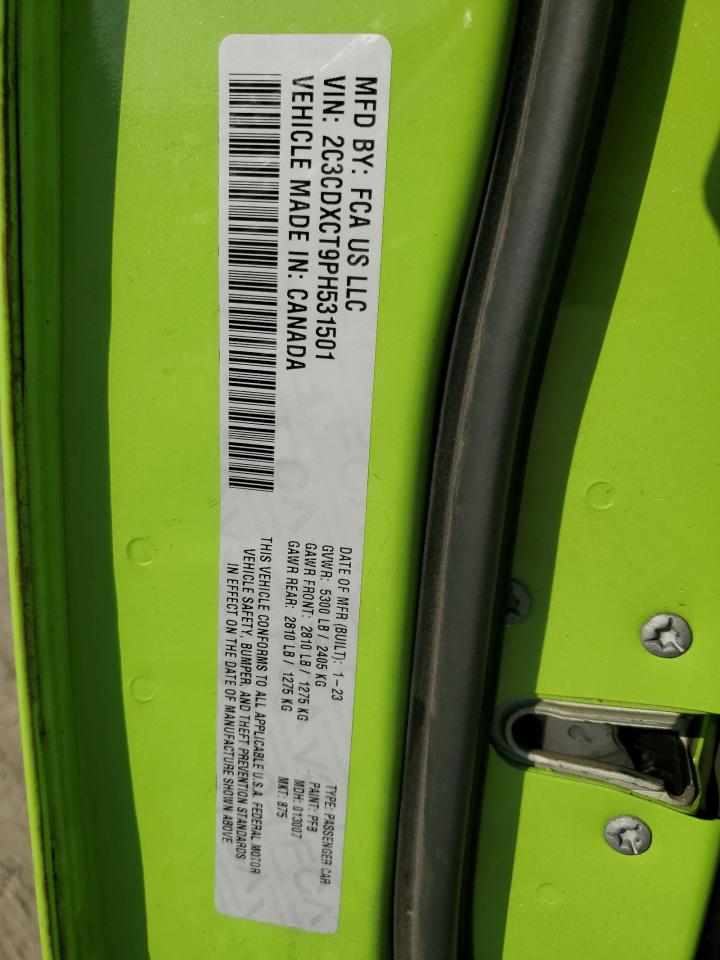 MFD BY: FCA US LLC
VIN: 2C3CDXCT9PH531501
VEHICLE MADE IN: CANADA
DATE OF MFR (BUILT): 1-23
GVWR: 5300 LB / 2405 KG
GAWR FRONT: 2810 LB / 1275 KG
GAWR REAR: 2810 LB / 1275 KG
TYPE: PASSENGER CAR
PAINT: PFB
MDH: 013007
MKT: 875
THIS VEHICLE CONFORMS TO ALL APPLICABLE U.S.A. FEDERAL MOTOR
VEHICLE SAFETY, BUMPER, AND THEFT PREVENTION STANDARDS
IN EFFECT ON THE DATE OF MANUFACTURE SHOWN ABOVE